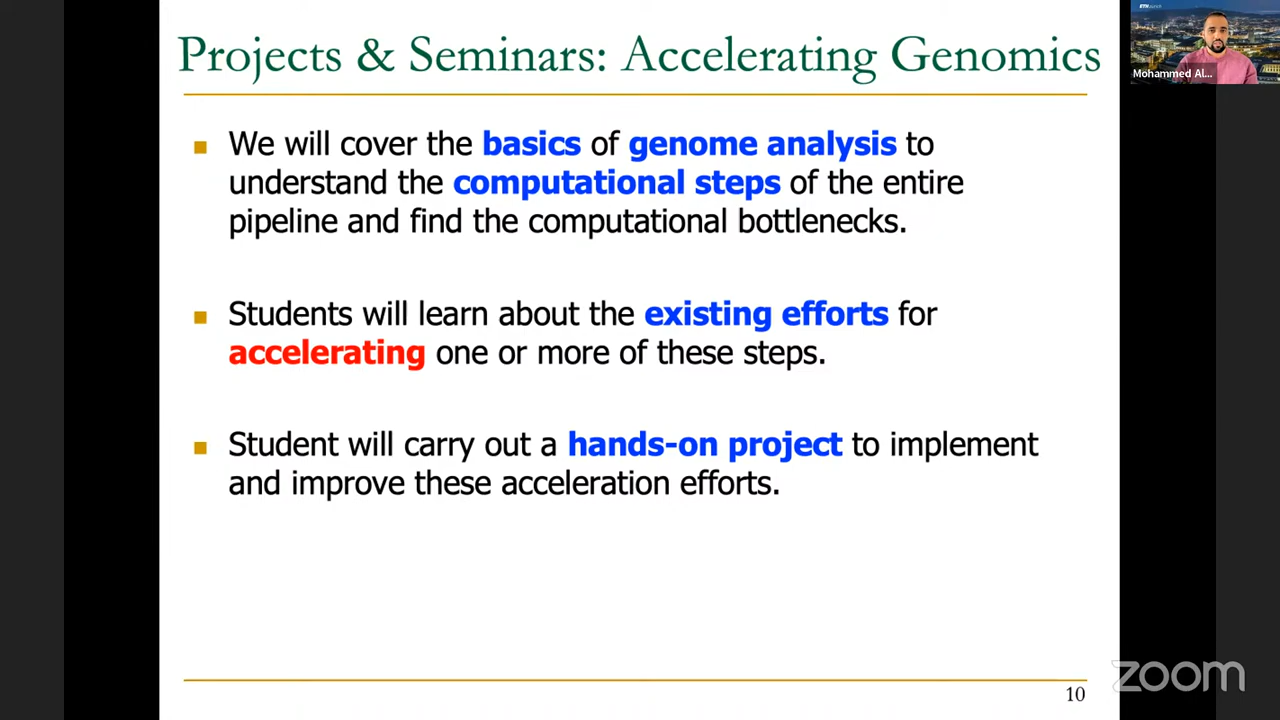 Projects & Seminars: Accelerating Genomics
We will cover the basics of genome analysis to
understand the computational steps of the entire
pipeline and find the computational bottlenecks.
Students will learn about the existing efforts for
accelerating one or more of these steps.
Student will carry out a hands-on project to implement
and improve these acceleration efforts.
10
ETH zürich
Mohammed Al...
zoom